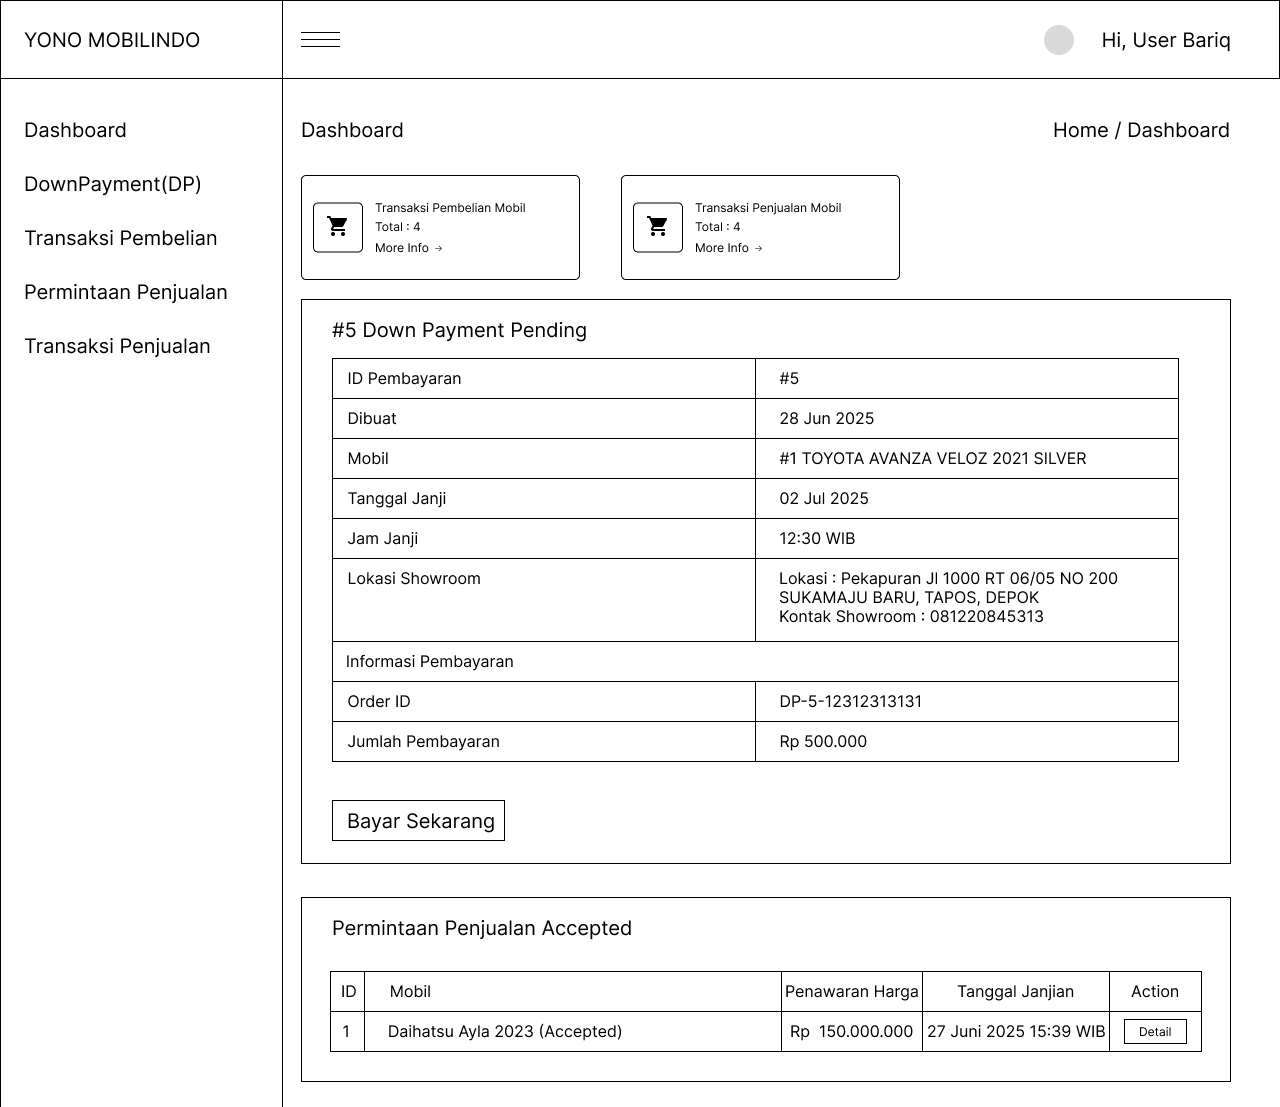 YONO MOBILINDO
Hi, User Bariq
Dashboard
DownPayment(DP)
Transaksi Pembelian
Permintaan Penjualan
Transaksi Penjualan
Dashboard
Home / Dashboard
Transaksi Pembelian Mobil
Total : 4
More Info →
Transaksi Penjualan Mobil
Total : 4
More Info →
#5 Down Payment Pending
ID Pembayaran #5
Dibuat 28 Jun 2025
Mobil #1 TOYOTA AVANZA VELOZ 2021 SILVER
Tanggal Janji 02 Jul 2025
Jam Janji 12:30 WIB
Lokasi Showroom Lokasi : Pekapuran Jl 1000 RT 06/05 NO 200
SUKAMAJU BARU, TAPOS, DEPOK
Kontak Showroom : 081220845313
Informasi Pembayaran
Order ID DP-5-12312313131
Jumlah Pembayaran Rp 500.000
Bayar Sekarang
Permintaan Penjualan Accepted
ID Mobil Penawaran Harga Tanggal Janjian Action
1 Daihatsu Ayla 2023 (Accepted) Rp 150.000.000 27 Juni 2025 15:39 WIB Detail